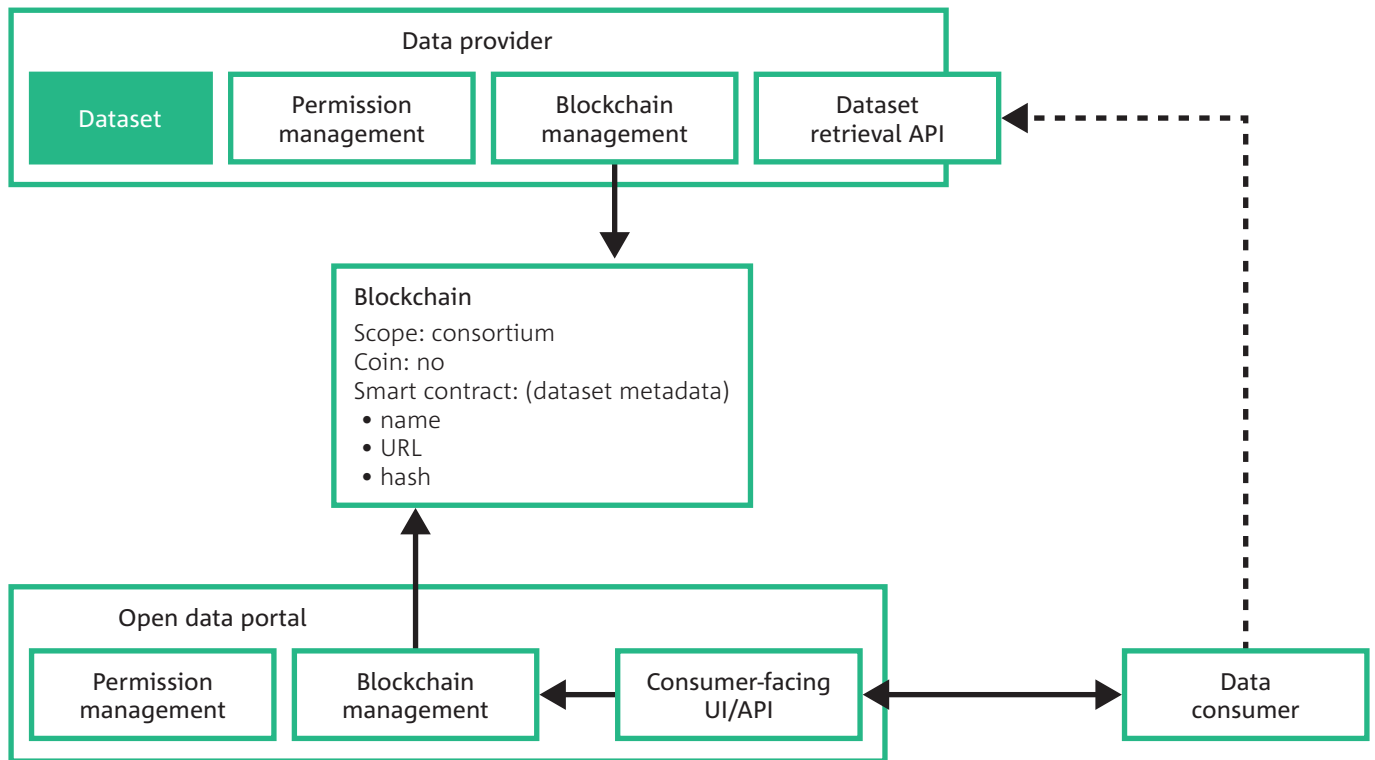 Data provider
Dataset
Permission
management
Blockchain
management
Dataset
retrieval API
Blockchain
Scope: consortium
Coin: no
Smart contract: (dataset metadata)
• name
• URL
• hash
Open data portal
Permission
management
Blockchain
management
Consumer-facing
UI/API
Data
consumer